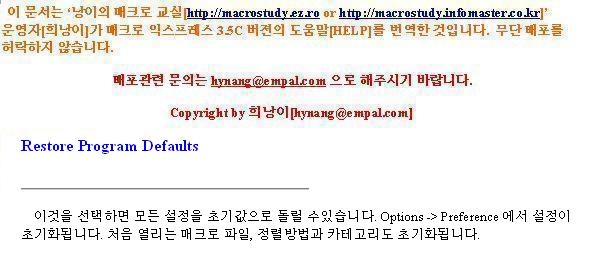 이 문서는 ‘낭이의 매크로 교실[http://macrostudy.ez.ro or http://macrostudy.infomaster.co.kr]’
운영자[희낭이]가 매크로 익스프레스 3.5C 버젼의 도움말[HELP]를 번역한 것입니다. 무단 배포를
허락하지 않습니다.
배포관련 문의는 hynang@empal.com 으로 해주시기 바랍니다.
Copyright by 희낭이[hynang@empal.com]
Restore Program Defaults
이것을 선택하면 모든 설정을 초기값으로 돌릴 수있습니다. Options -> Preference 에서 설정이
초기화됩니다. 처음 열리는 매크로 파일, 정렬방법과 카테고리도 초기화됩니다.